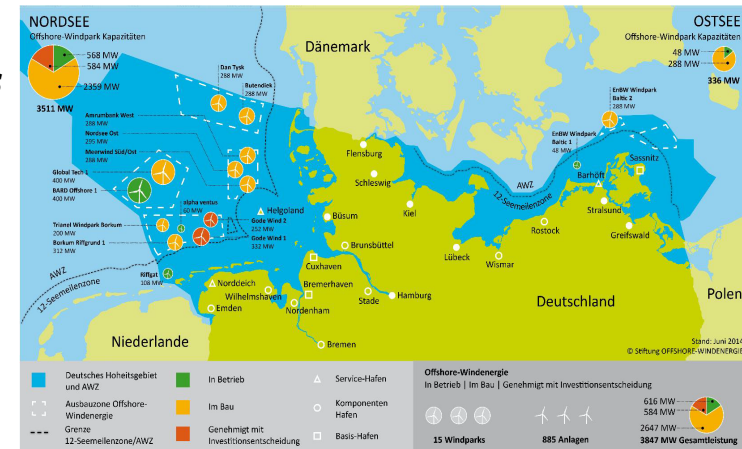 NORDSEE
Offshore-Windpark Kapazitäten
568 MW
584 MW
2359 MW
3511 MW
OSTSEE
Offshore-Windpark Kapazitäten
48 MW
288 MW
336 MW
Dänemark
Dan Tysk
288 MW
Butendiek
288 MW
Amrumbank West
288 MW
Nordsee Ost
295 MW
Meerwind Süd/Ost
288 MW
Global Tech 1
400 MW
BARD Offshore 1
400 MW
alpha ventus
60 MW
Trianel Windpark Borkum
200 MW
Borkum Riffgrund 1
312 MW
Gode Wind 2
252 MW
Gode Wind 1
332 MW
Riffgat
108 MW
EnBW Windpark
Baltic 2
288 MW
EnBW Windpark
Baltic 1
48 MW
AWZ
12-Seemeilenzone
AWZ
12-Seemeilenzone
Flensburg
Schleswig
Kiel
Helgoland
Büsum
Brunsbüttel
Cuxhaven
Bremerhaven
Norddeich
Wilhelmshaven
Emden
Nordenham
Stade
Hamburg
Bremen
Lübeck
Wismar
Rostock
Barhöft
Sassnitz
Stralsund
Greifswald
Niederlande
Deutschland
Polen
Stand: Juni 2014
© Stiftung OFFSHORE-WINDENERGIE
Deutsches Hoheitsgebiet
und AWZ
Ausbauzone Offshore-
Windenergie
Grenze
12-Seemeilenzone/AWZ
In Betrieb
Im Bau
Genehmigt mit
Investitionsentscheidung
Service-Hafen
Komponenten
Hafen
Basis-Hafen
Offshore-Windenergie
In Betrieb | Im Bau | Genehmigt mit Investitionsentscheidung
15 Windparks
885 Anlagen
616 MW
584 MW
2647 MW
3847 MW Gesamtleistung